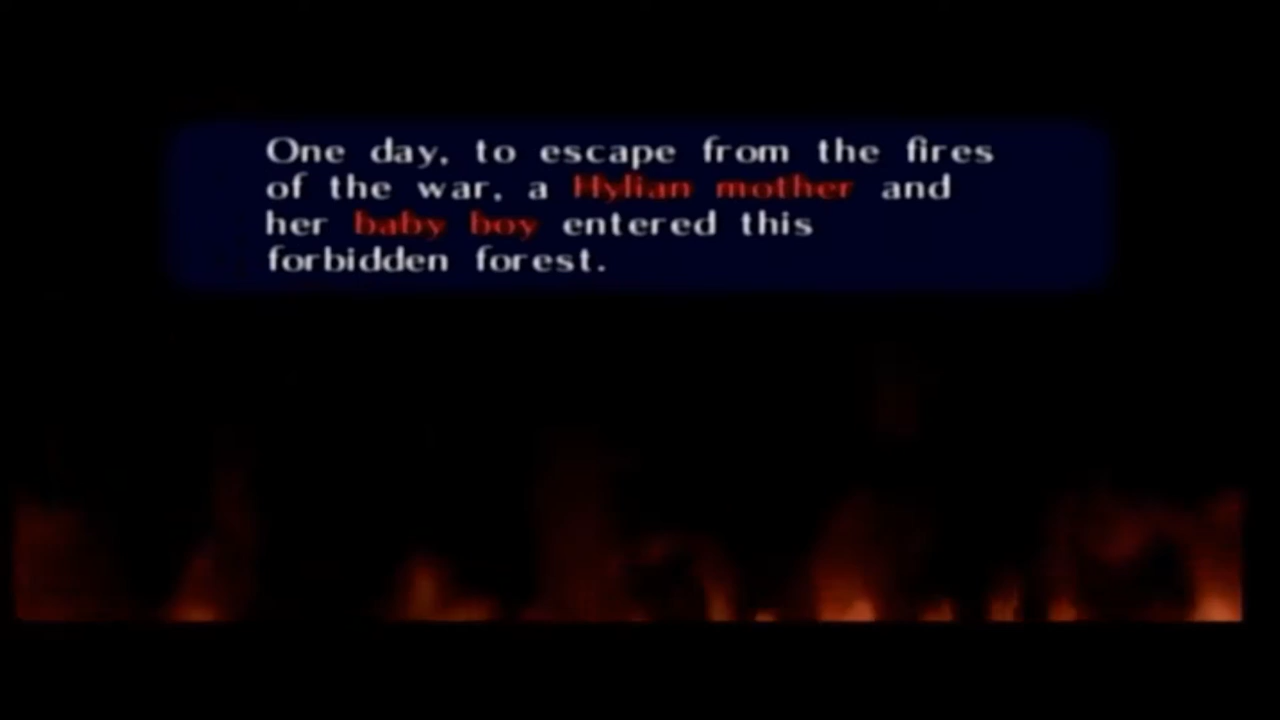 One day, to escape from the fires
of the war, a Hylian mother and
her baby boy entered this
forbidden forest.